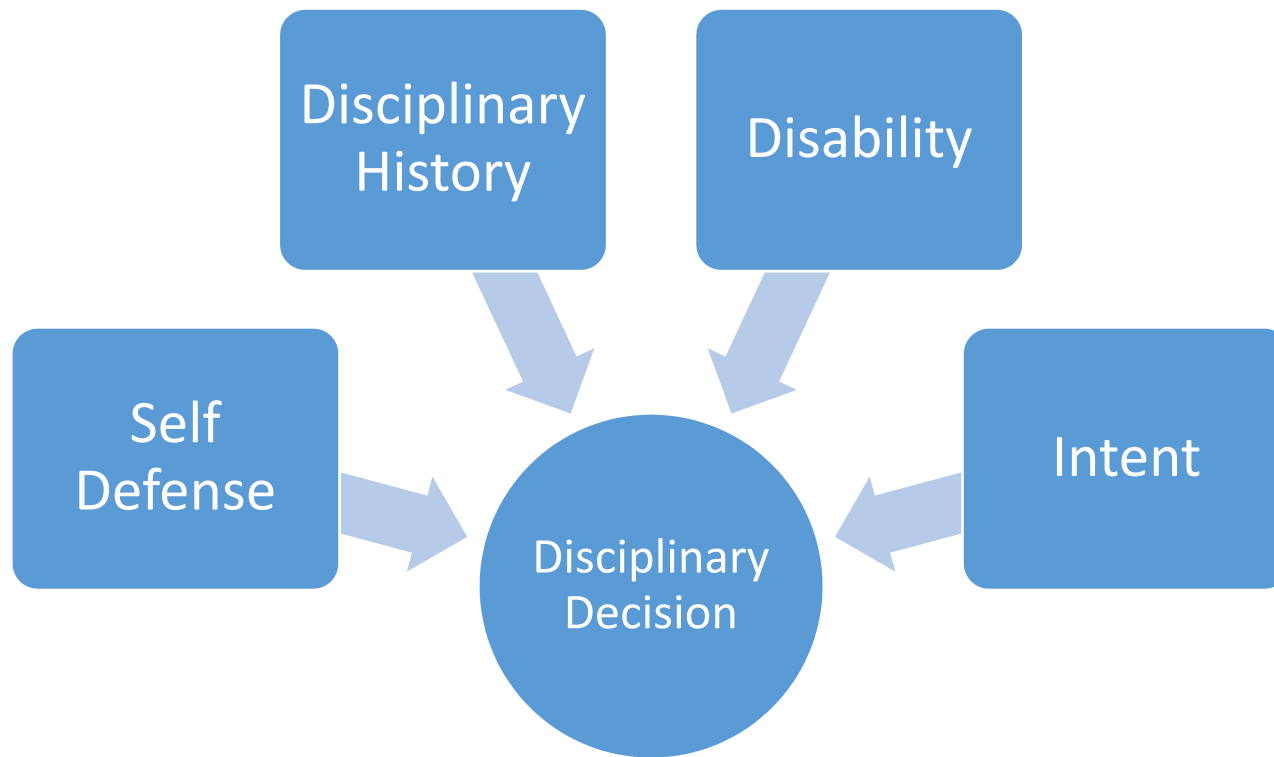 Disciplinary
History
Disability
Self
Defense
Intent
Disciplinary
Decision